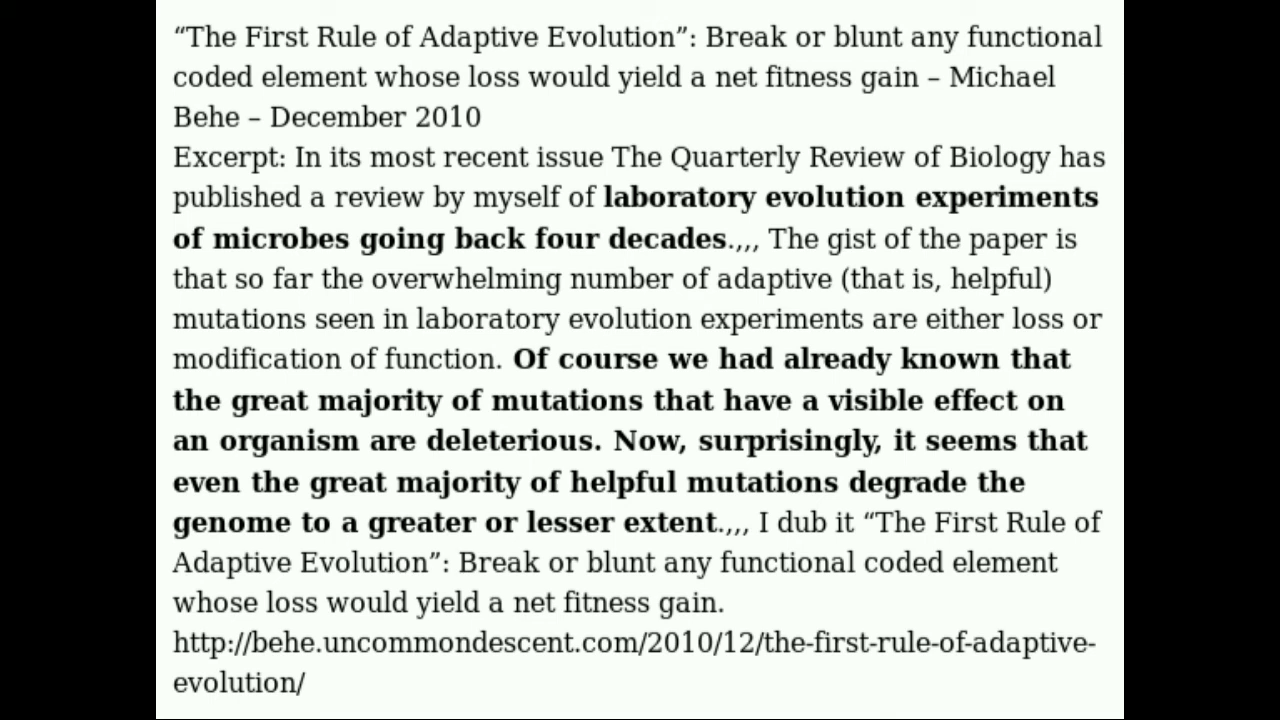 “The First Rule of Adaptive Evolution”: Break or blunt any functional
coded element whose loss would yield a net fitness gain – Michael
Behe – December 2010
Excerpt: In its most recent issue The Quarterly Review of Biology has
published a review by myself of laboratory evolution experiments
of microbes going back four decades.,,, The gist of the paper is
that so far the overwhelming number of adaptive (that is, helpful)
mutations seen in laboratory evolution experiments are either loss or
modification of function. Of course we had already known that
the great majority of mutations that have a visible effect on
an organism are deleterious. Now, surprisingly, it seems that
even the great majority of helpful mutations degrade the
genome to a greater or lesser extent.,,, I dub it “The First Rule of
Adaptive Evolution”: Break or blunt any functional coded element
whose loss would yield a net fitness gain.
http://behe.uncommondescent.com/2010/12/the-first-rule-of-adaptive-
evolution/